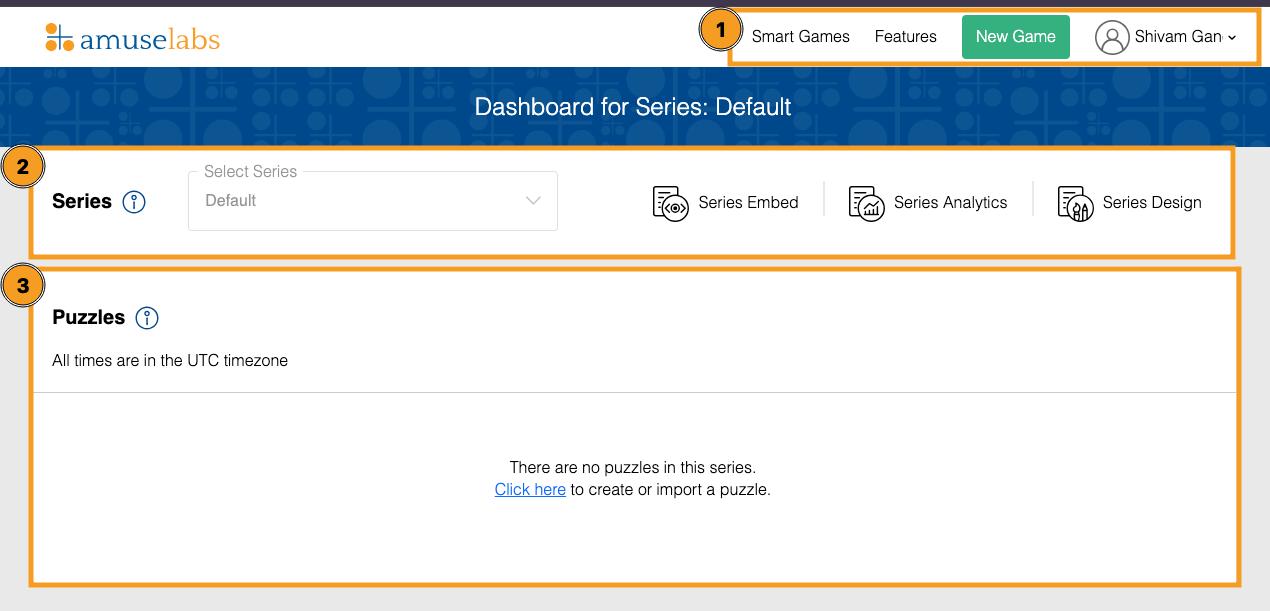 amuselabs
1
Smart Games
Features
New Game
Shivam Gan
Dashboard for Series: Default
2
Series
Select Series
Default
Series Embed
Series Analytics
Series Design
3
Puzzles
All times are in the UTC timezone
There are no puzzles in this series.
Click here to create or import a puzzle.